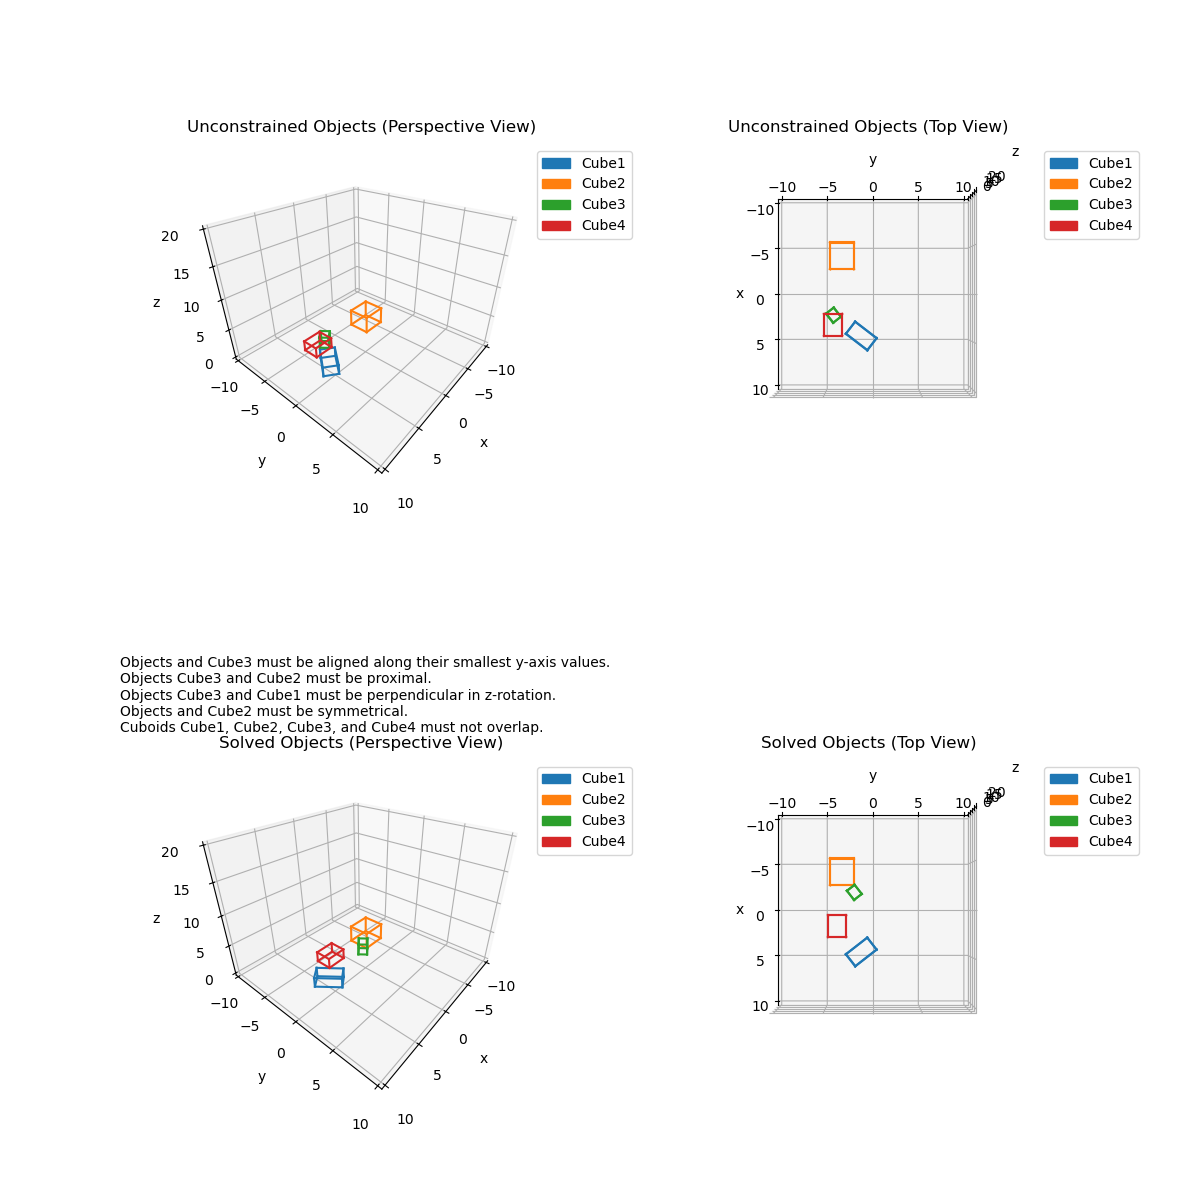 Unconstrained Objects (Perspective View)
Cube1
Cube2
Cube3
Cube4
20
15
z
10
5
0
−10
−5
0
y
5
10
−10
−5
0
x
5
10
Unconstrained Objects (Top View)
Cube1
Cube2
Cube3
Cube4
z
y
−10 −5 0 5 10
20
0
−10
−5
x 0
5
10
Objects and Cube3 must be aligned along their smallest y-axis values.
Objects Cube3 and Cube2 must be proximal.
Objects Cube3 and Cube1 must be perpendicular in z-rotation.
Objects and Cube2 must be symmetrical.
Cuboids Cube1, Cube2, Cube3, and Cube4 must not overlap.
Solved Objects (Perspective View)
Cube1
Cube2
Cube3
Cube4
20
15
z
10
5
0
−10
−5
0
y
5
10
−10
−5
0
x
5
10
Solved Objects (Top View)
Cube1
Cube2
Cube3
Cube4
z
y
−10 −5 0 5 10
20
0
−10
−5
x 0
5
10